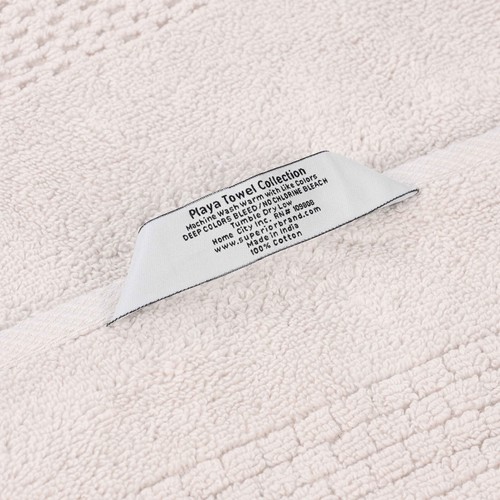 Playa Towel Collection
Machine Wash Warm With Like Colors
DEEP COLORS BLEED/NO CHLORINE BLEACH
Tumble Dry Low
Home City Inc. RN# 109808
www.superiorbrand.com
Made in India
100% Cotton